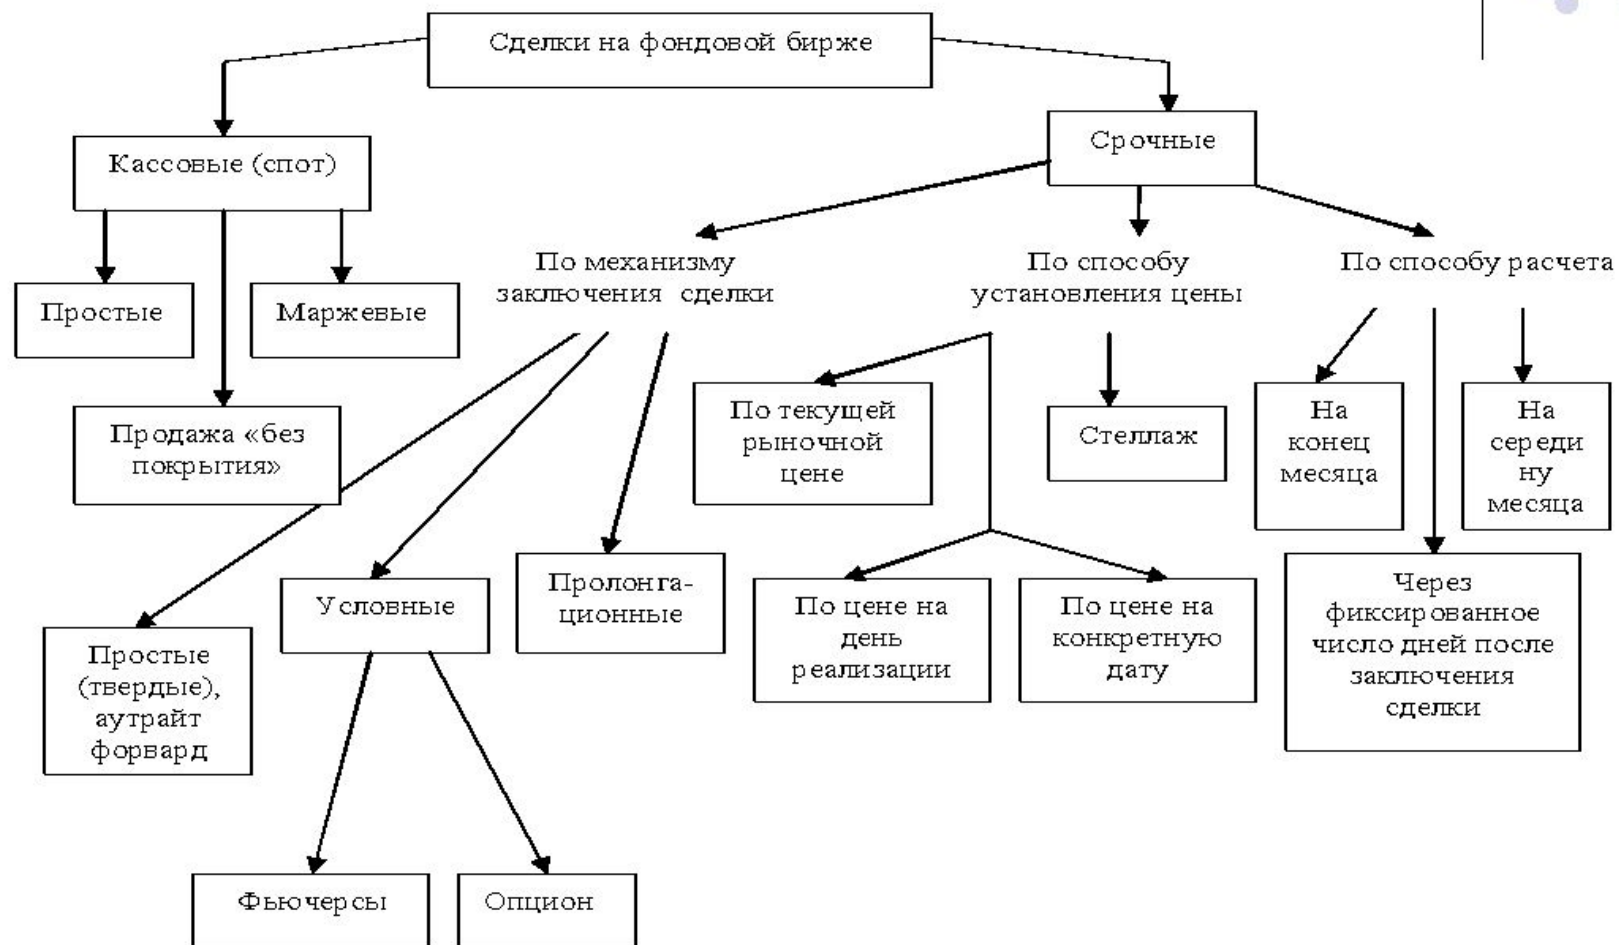 Сделки на фондовой бирже
Кассовые (спот)
Срочные
Простые
Маржевые
Продажа «без
покрытия»
По механизму
заключения сделки
По способу
установления цены
По способу расчета
Простые
(твердые),
аутрайт
форвард
Условные
Пролонга-
ционные
Фьючерсы
Опцион
По текущей
рыночной
цене
Стеллаж
По цене на
день
реализации
По цене на
конкретную
дату
На
конец
месяца
На
середи
ну
месяца
Через
фиксированное
число дней после
заключения
сделки